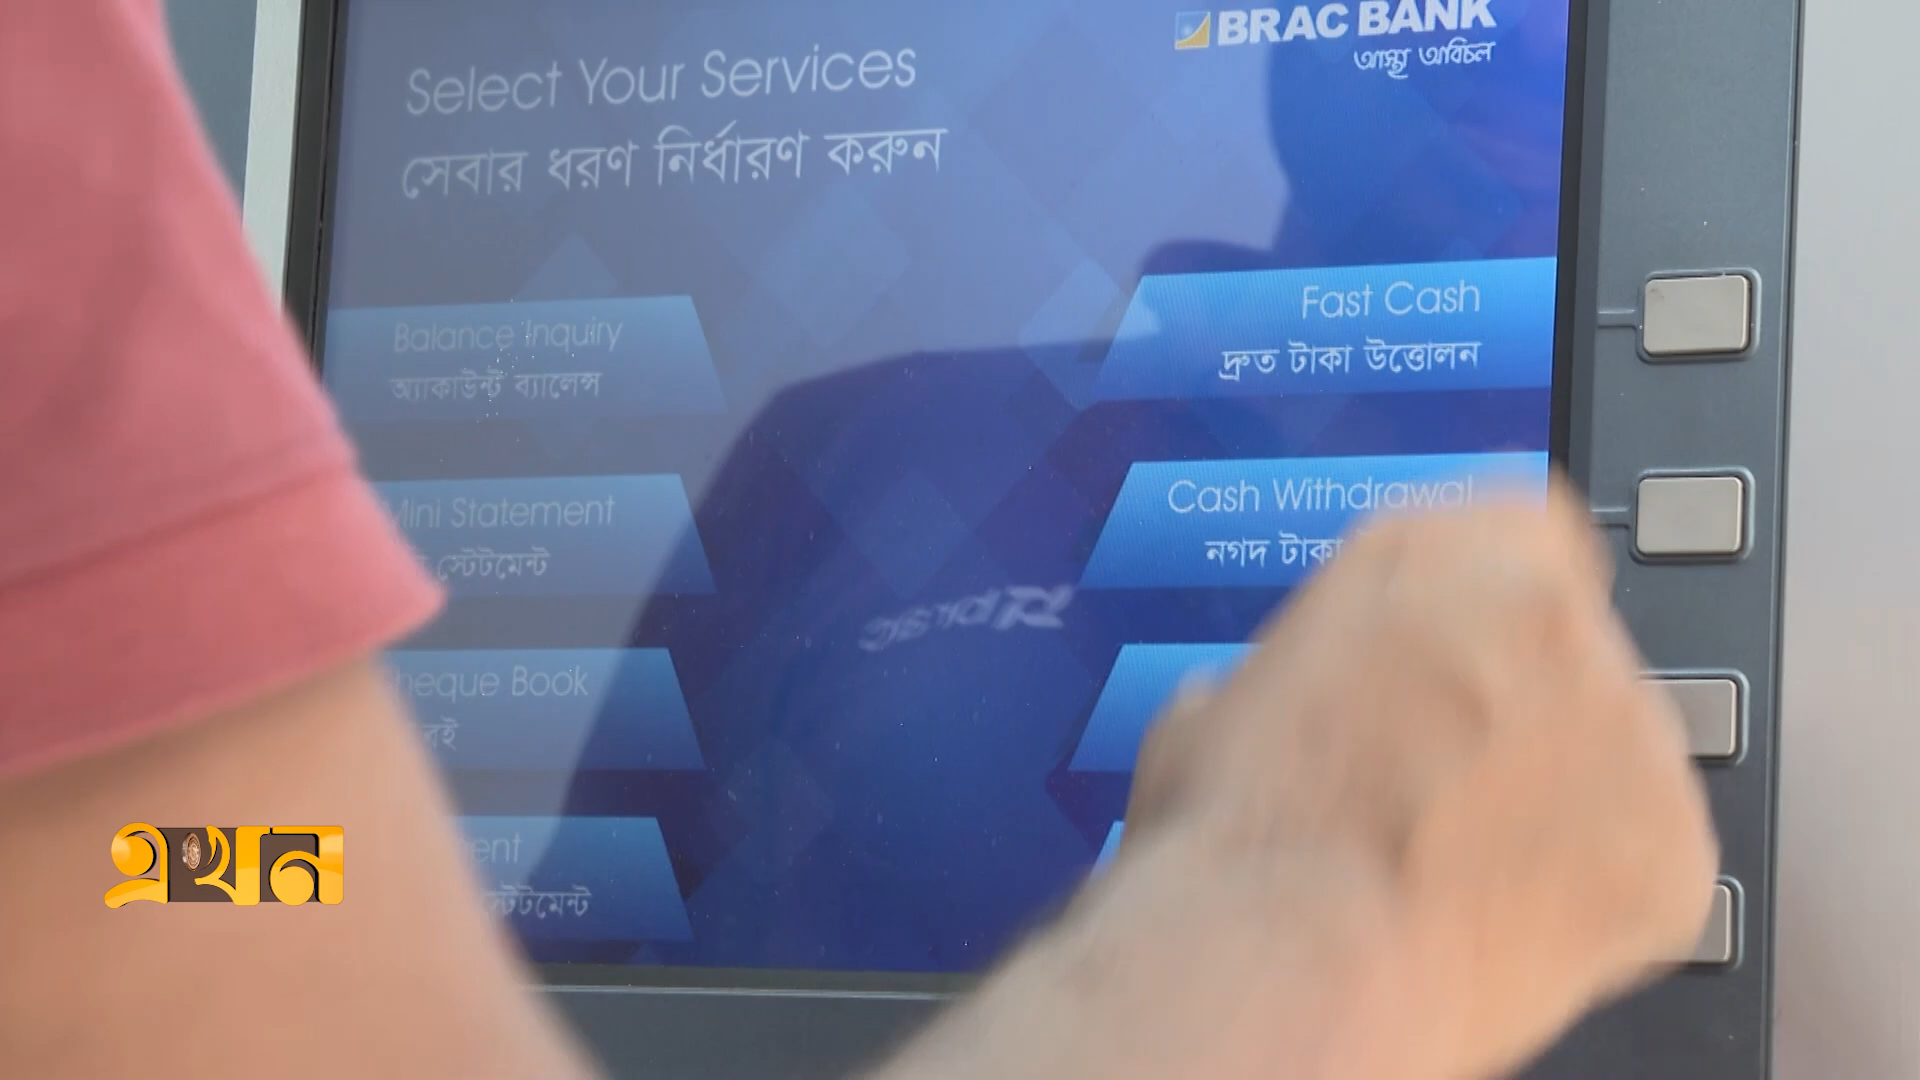 BRAC BANK
আস্থা অবিচল
Select Your Services
সেবার ধরণ নির্ধারণ করুন
Balance Inquiry
অ্যাকাউন্ট ব্যালেন্স
Fast Cash
দ্রুত টাকা উত্তোলন
Mini Statement
স্টেটমেন্ট
Cash Withdrawal
নগদ টাকা
Cheque Book
স্টেটমেন্ট
এখন